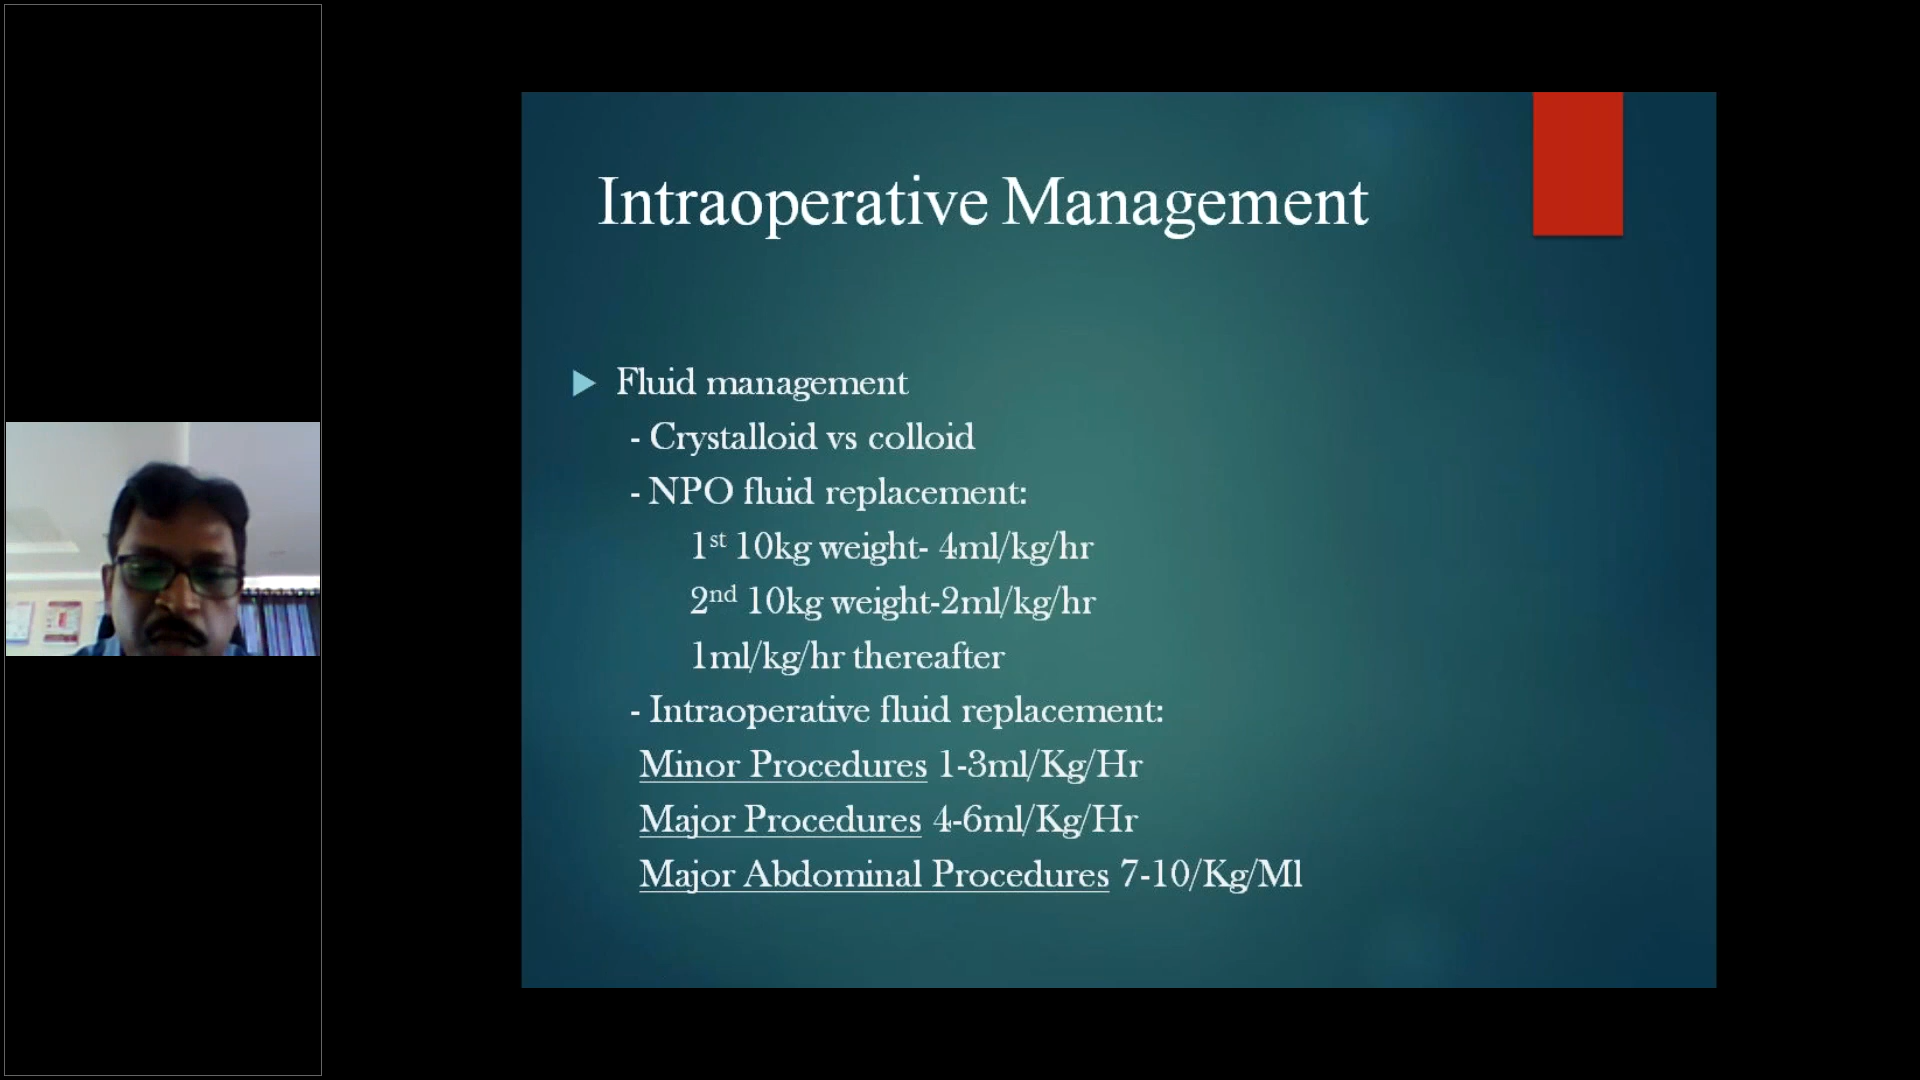 Intraoperative Management
Fluid management
- Crystalloid vs colloid
- NPO fluid replacement:
1st 10kg weight- 4ml/kg/hr
2nd 10kg weight-2ml/kg/hr
1ml/kg/hr thereafter
- Intraoperative fluid replacement:
Minor Procedures 1-3ml/Kg/Hr
Major Procedures 4-6ml/Kg/Hr
Major Abdominal Procedures 7-10/Kg/Ml